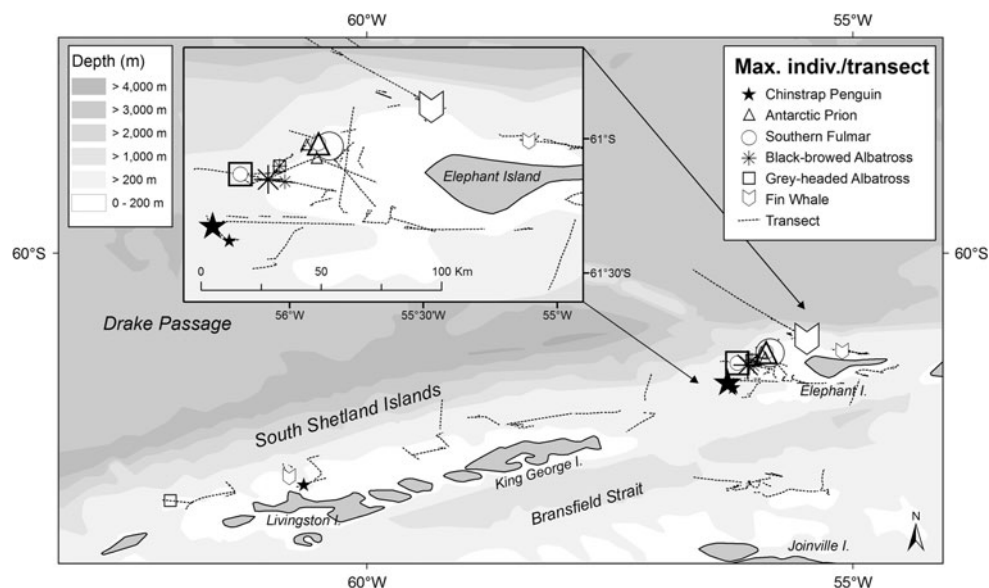 60°W
55°W
Depth (m)
> 4,000 m
> 3,000 m
> 2,000 m
> 1,000 m
> 200 m
0 - 200 m
Max. indiv./transect
Chinstrap Penguin
Antarctic Prion
Southern Fulmar
Black-browed Albatross
Grey-headed Albatross
Fin Whale
Transect
61°S
Elephant Island
60°S
60°S
0 50 100 Km
61°30'S
56°W
55°30'W
55°W
Drake Passage
Elephant I.
South Shetland Islands
King George I.
Bransfield Strait
Livingston I.
N
Joinville I.
60°W
55°W